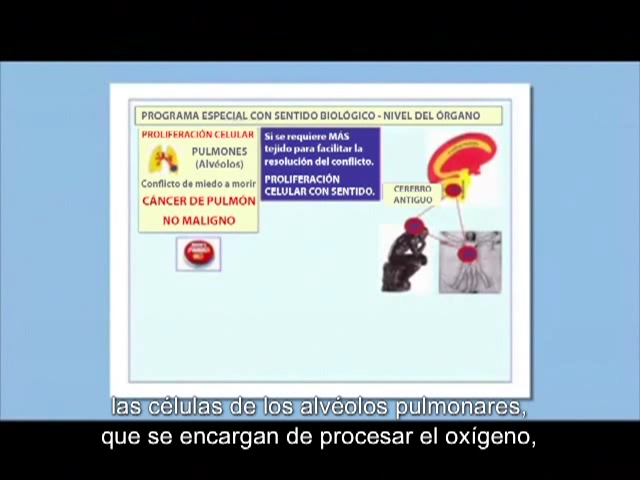 PROGRAMA ESPECIAL CON SENTIDO BIOLÓGICO - NIVEL DEL ÓRGANO
PROLIFERACIÓN CELULAR
PULMONES
(Alvéolos)
Conflicto de miedo a morir
CÁNCER DE PULMÓN
NO MALIGNO
Si se requiere MÁS
tejido para facilitar la
resolución del conflicto.
PROLIFERACIÓN
CELULAR CON SENTIDO.
CEREBRO
ANTIGUO
las células de los alvéolos pulmonares,
que se encargan de procesar el oxígeno,